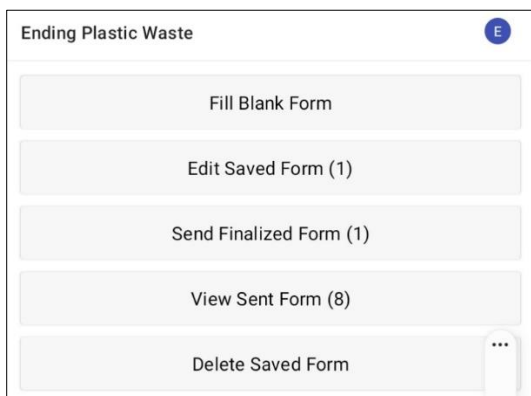 Ending Plastic Waste
E
Fill Blank Form
Edit Saved Form (1)
Send Finalized Form (1)
View Sent Form (8)
Delete Saved Form